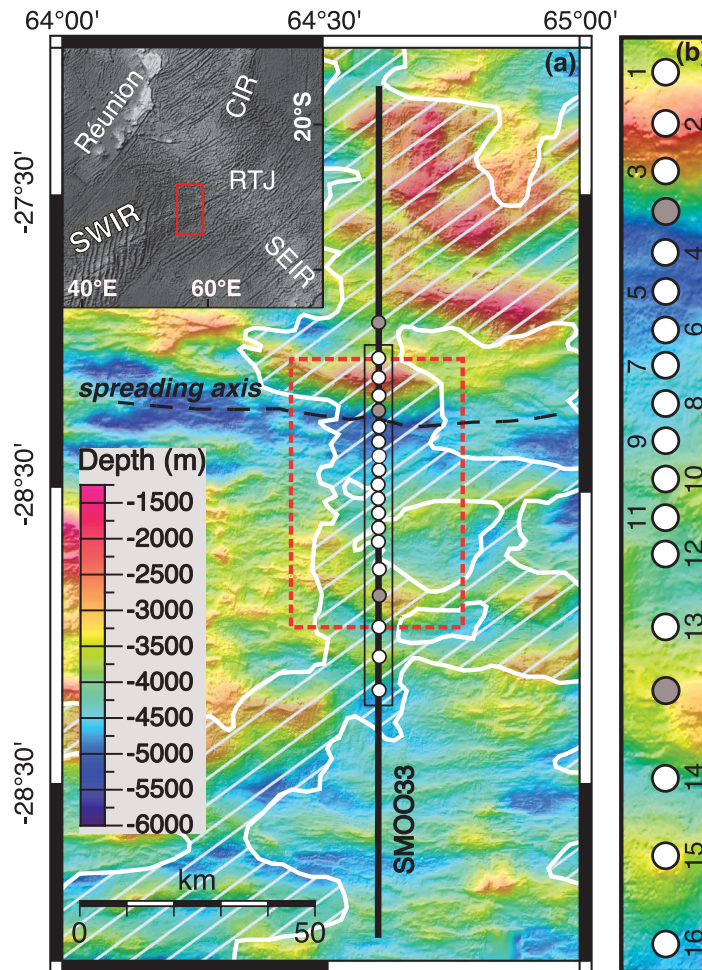 64°00'
64°30'
65°00'
(a)
(b)
Réunion
CIR
20°S
RTJ
SWIR
SEIR
40°E
60°E
-27°30'
-28°30'
-28°30'
spreading axis
Depth (m)
-1500
-2000
-2500
-3000
-3500
-4000
-4500
-5000
-5500
-6000
km
0
50
SMOO33
1
2
3
4
5
6
7
8
9
10
11
12
13
14
15
16